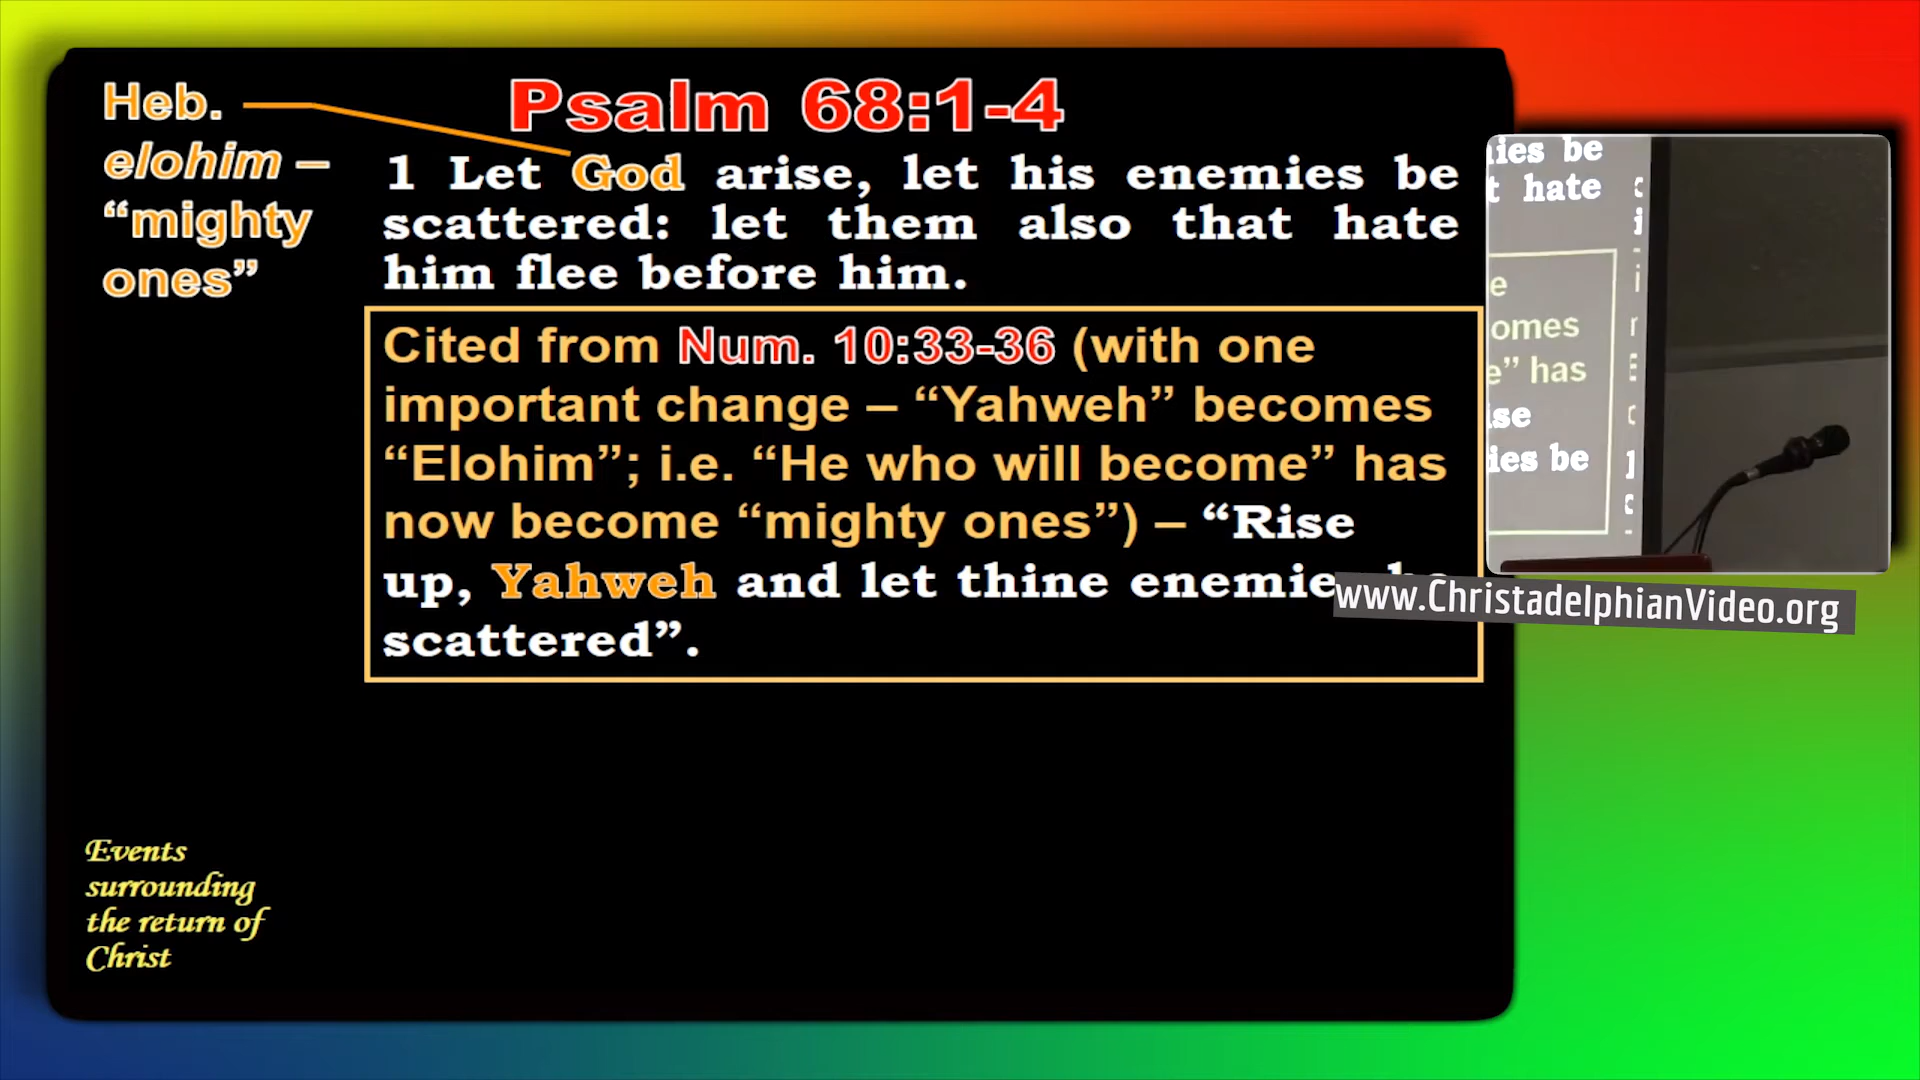 Heb.
elohim –
“mighty
ones”
Psalm 68:1-4
1 Let God arise, let his enemies be
scattered: let them also that hate
him flee before him.
Cited from Num. 10:33-36 (with one
important change – “Yahweh” becomes
“Elohim”; i.e. “He who will become” has
now become “mighty ones”) – “Rise
up, Yahweh and let thine
scattered”.
Events
surrounding
the return of
Christ
be
hate
omes
has
be
www.ChristadelphianVideo.org